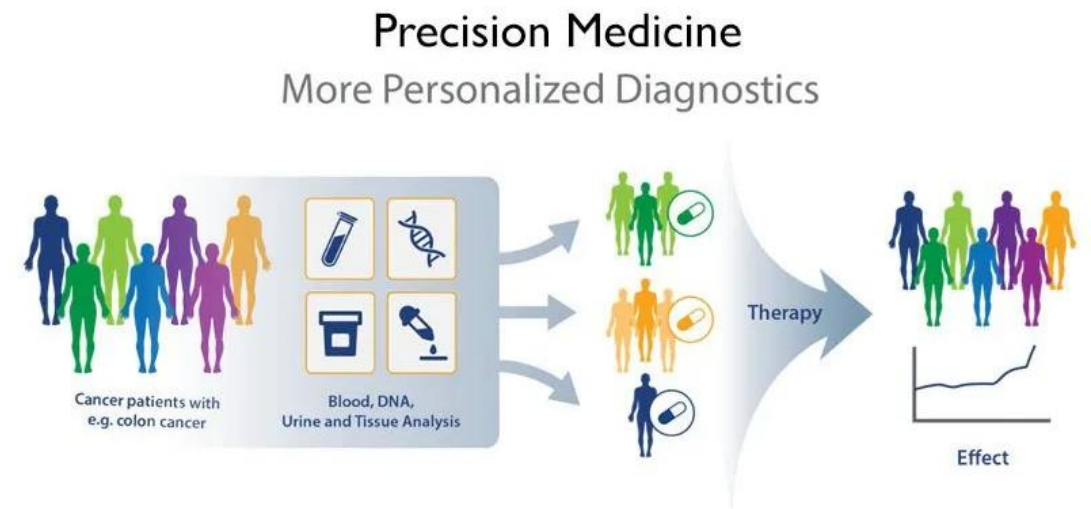 Precision Medicine
More Personalized Diagnostics
Cancer patients with
e.g. colon cancer
Blood, DNA,
Urine and Tissue Analysis
Therapy
Effect